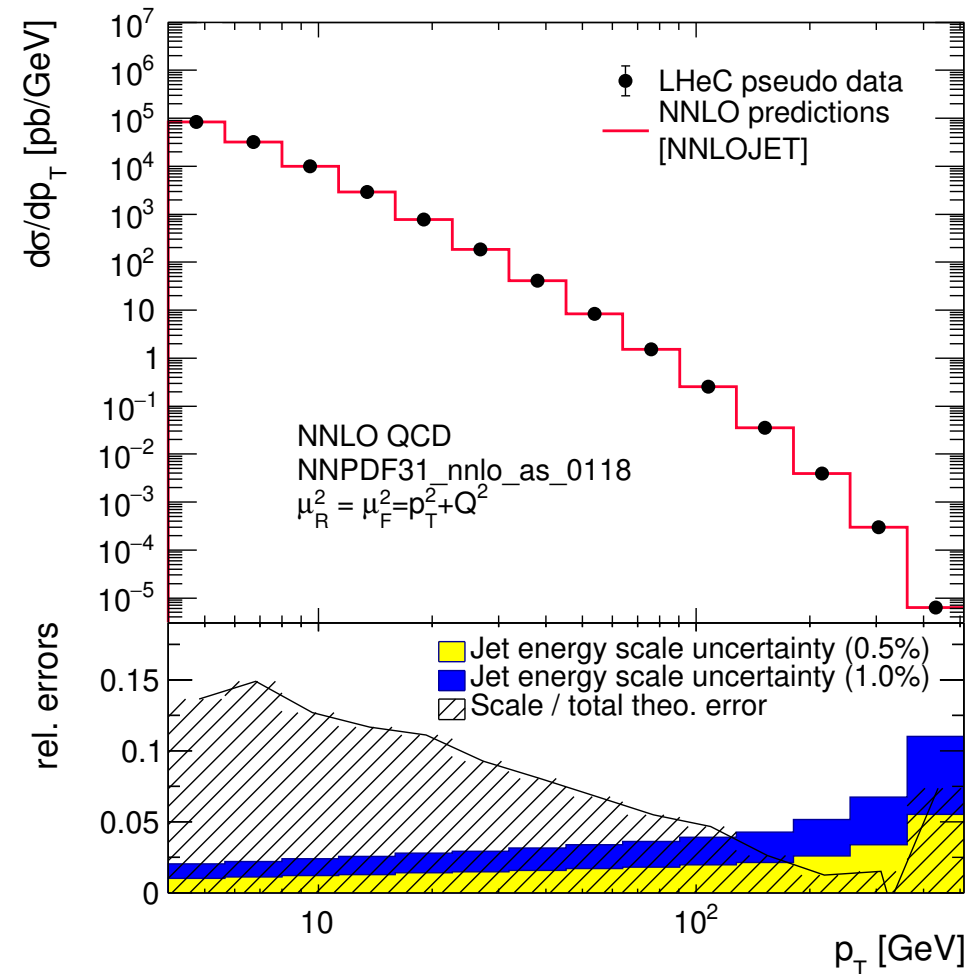 dσ/dp_T [pb/GeV]
10^7
10^6
10^5
10^4
10^3
10^2
10
1
10^−1
10^−2
10^−3
10^−4
10^−5
LHeC pseudo data
NNLO predictions
[NNLOJET]
NNLO QCD
NNPDF31_nnlo_as_0118
μ_R^2 = μ_F^2=p_T^2+Q^2
rel. errors
0.15
0.1
0.05
0
Jet energy scale uncertainty (0.5%)
Jet energy scale uncertainty (1.0%)
Scale / total theo. error
10
10^2
p_T [GeV]